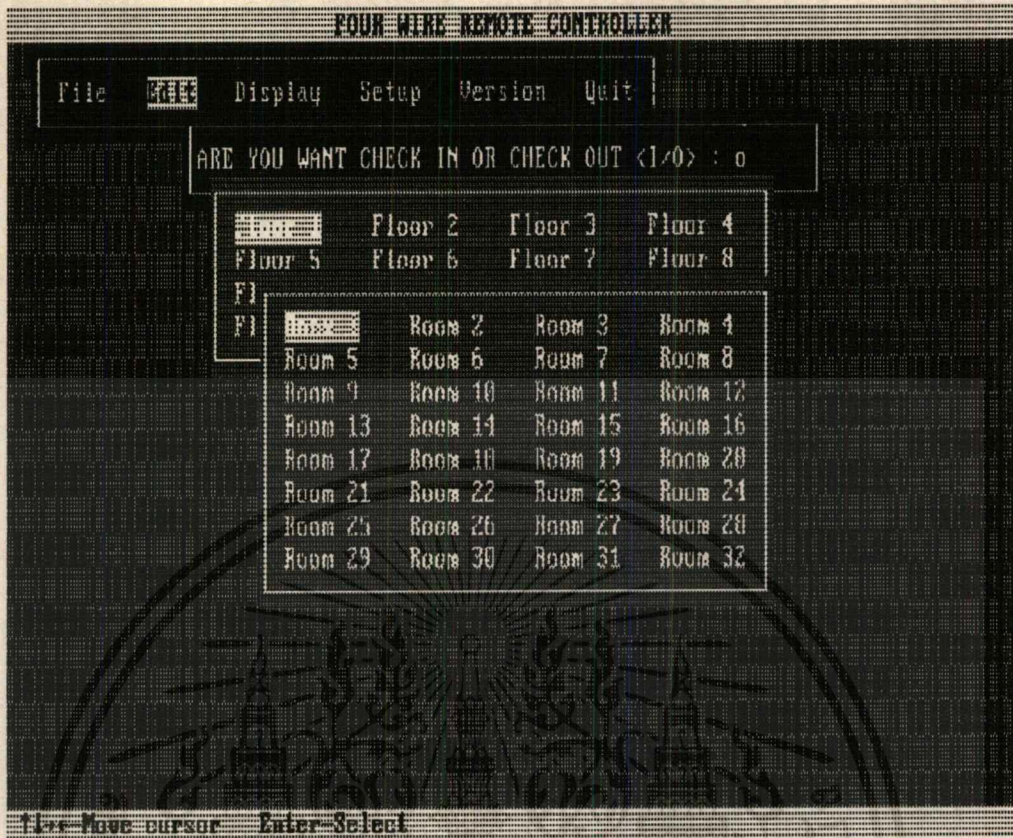 FOUR WIRE REMOTE CONTROLLER
File Edit Display Setup Version Quit
ARE YOU WANT CHECK IN OR CHECK OUT <I/O> : o
Floor 1 Floor 2 Floor 3 Floor 4
Floor 5 Floor 6 Floor 7 Floor 8
Fl
Fl
Room 1 Room 2 Room 3 Room 4
Room 5 Room 6 Room 7 Room 8
Room 9 Room 10 Room 11 Room 12
Room 13 Room 14 Room 15 Room 16
Room 17 Room 18 Room 19 Room 20
Room 21 Room 22 Room 23 Room 24
Room 25 Room 26 Room 27 Room 28
Room 29 Room 30 Room 31 Room 32
↑↓→← Move cursor Enter-Select